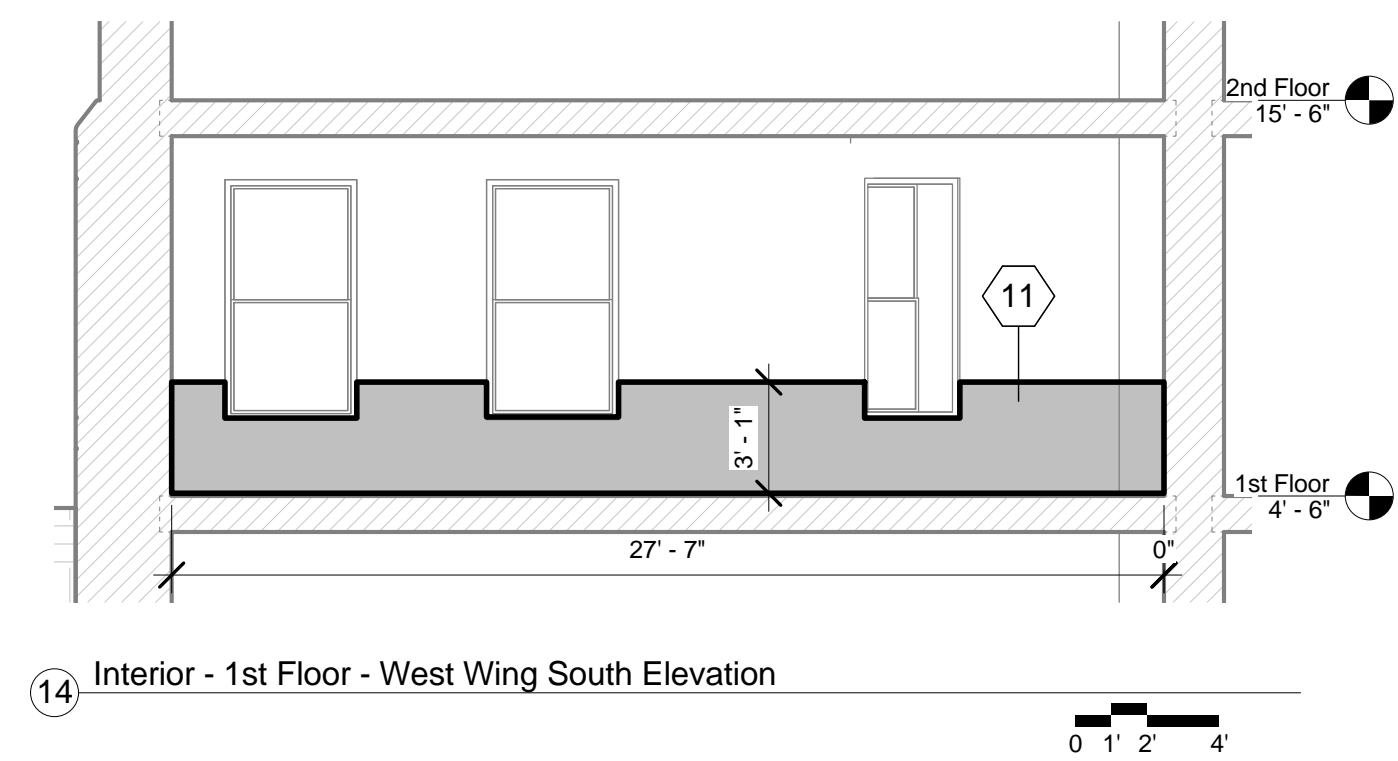 2nd Floor
15' - 6"
11
3' - 1"
1st Floor
4' - 6"
27' - 7"
0"
14
Interior - 1st Floor - West Wing South Elevation
0 1' 2' 4'